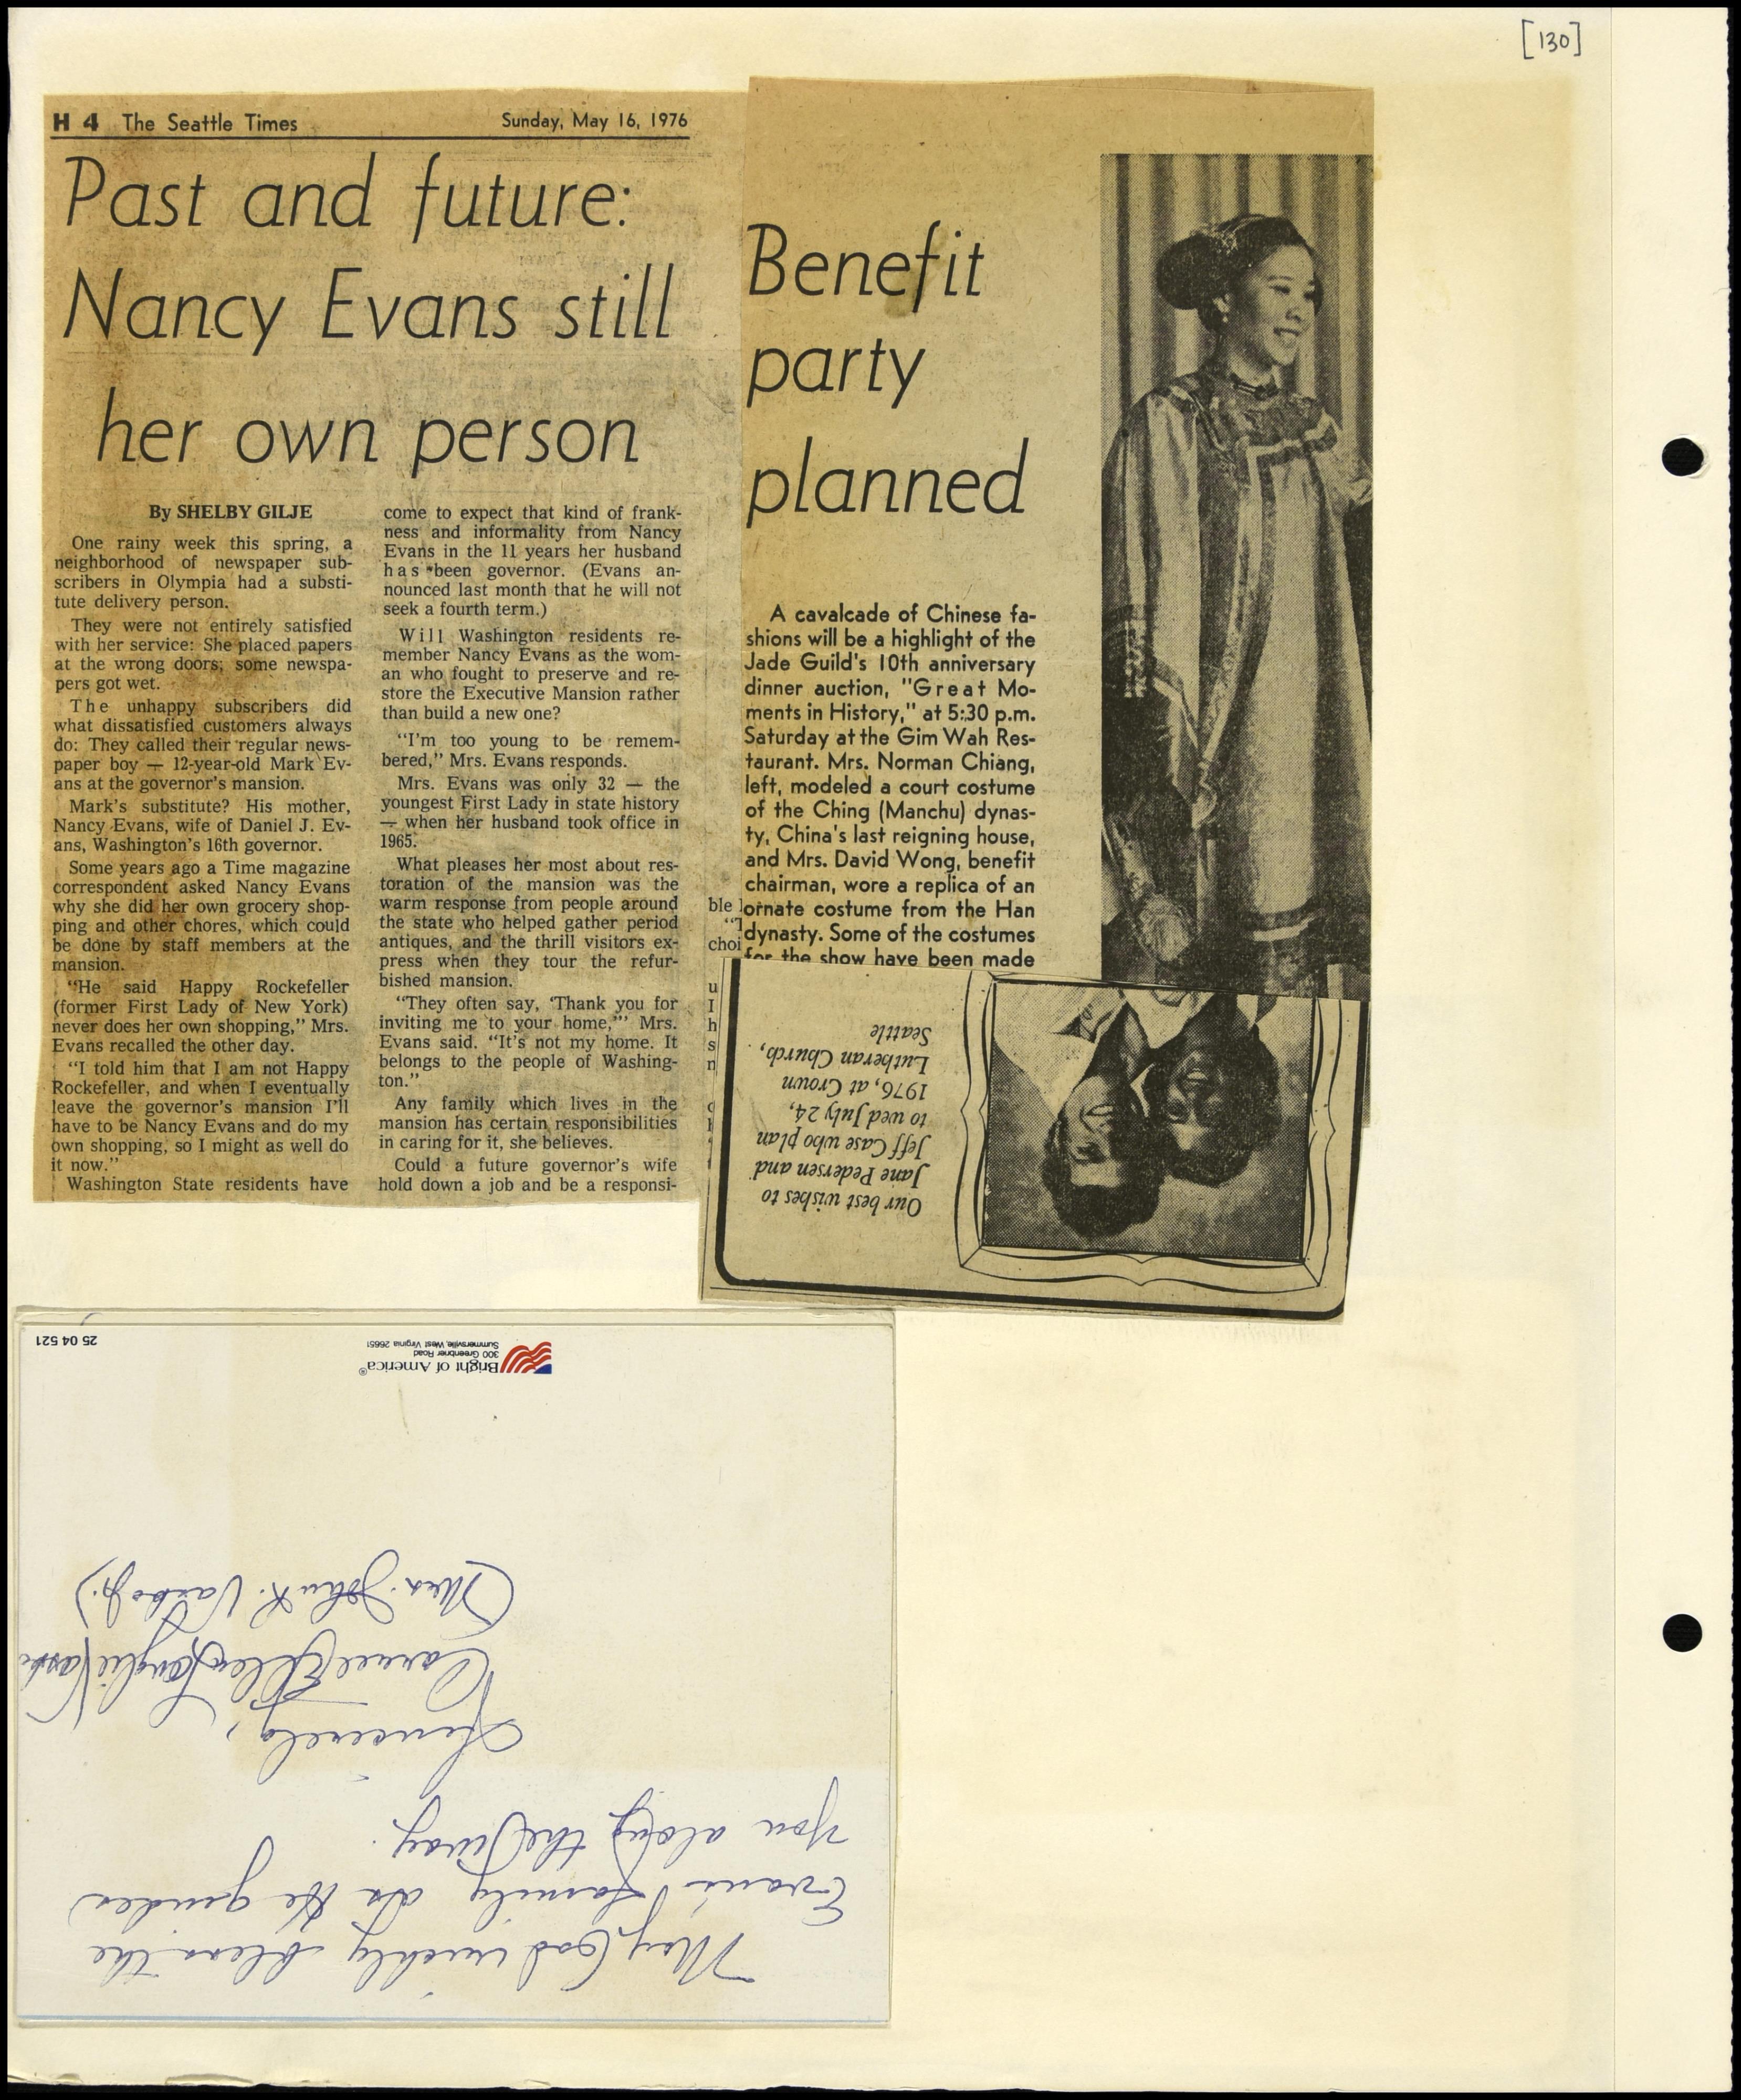 [130]
H 4 The Seattle Times Sunday, May 16, 1976
Past and future:
Nancy Evans still
her own person
By SHELBY GILJE
One rainy week this spring, a
neighborhood of newspaper sub-
scribers in Olympia had a substi-
tute delivery person.
They were not entirely satisfied
with her service: She placed papers
at the wrong doors; some newspa-
pers got wet.
The unhappy subscribers did
what dissatisfied customers always
do: They called their regular news-
paper boy — 12-year-old Mark Ev-
ans at the governor's mansion.
Mark's substitute? His mother,
Nancy Evans, wife of Daniel J. Ev-
ans, Washington's 16th governor.
Some years ago a Time magazine
correspondent asked Nancy Evans
why she did her own grocery shop-
ping and other chores, which could
be done by staff members at the
mansion.
"He said Happy Rockefeller
(former First Lady of New York)
never does her own shopping," Mrs.
Evans recalled the other day.
"I told him that I am not Happy
Rockefeller, and when I eventually
leave the governor's mansion I'll
have to be Nancy Evans and do my
own shopping, so I might as well do
it now."
Washington State residents have
come to expect that kind of frank-
ness and informality from Nancy
Evans in the 11 years her husband
has been governor. (Evans an-
nounced last month that he will not
seek a fourth term.)
Will Washington residents re-
member Nancy Evans as the wom-
an who fought to preserve and re-
store the Executive Mansion rather
than build a new one?
"I'm too young to be remem-
bered," Mrs. Evans responds.
Mrs. Evans was only 32 — the
youngest First Lady in state history
— when her husband took office in
1965.
What pleases her most about res-
toration of the mansion was the
warm response from people around
the state who helped gather period
antiques, and the thrill visitors ex-
press when they tour the refur-
bished mansion.
"They often say, 'Thank you for
inviting me to your home,'" Mrs.
Evans said. "It's not my home. It
belongs to the people of Washing-
ton."
Any family which lives in the
mansion has certain responsibilities
in caring for it, she believes.
Could a future governor's wife
hold down a job and be a responsi-
ble
choi
Benefit
party
planned
A cavalcade of Chinese fa-
shions will be a highlight of the
Jade Guild's 10th anniversary
dinner auction, "Great Mo-
ments in History," at 5:30 p.m.
Saturday at the Gim Wah Res-
taurant. Mrs. Norman Chiang,
left, modeled a court costume
of the Ching (Manchu) dynas-
ty, China's last reigning house,
and Mrs. David Wong, benefit
chairman, wore a replica of an
ornate costume from the Han
dynasty. Some of the costumes
for the show have been made
Our best wishes to
Jane Pedersen and
Jeff Case who plan
to wed July 24,
1976, at Crown
Lutheran Church,
Seattle
May God richly bless the
Evans family as He guides
you along the way.
Sincerely,
Carrie Ellen Langlie
(Mrs. John K. Jr.)
Bright of America®
300 Greenbrier Road
Summersville, West Virginia 26651
25 04 521